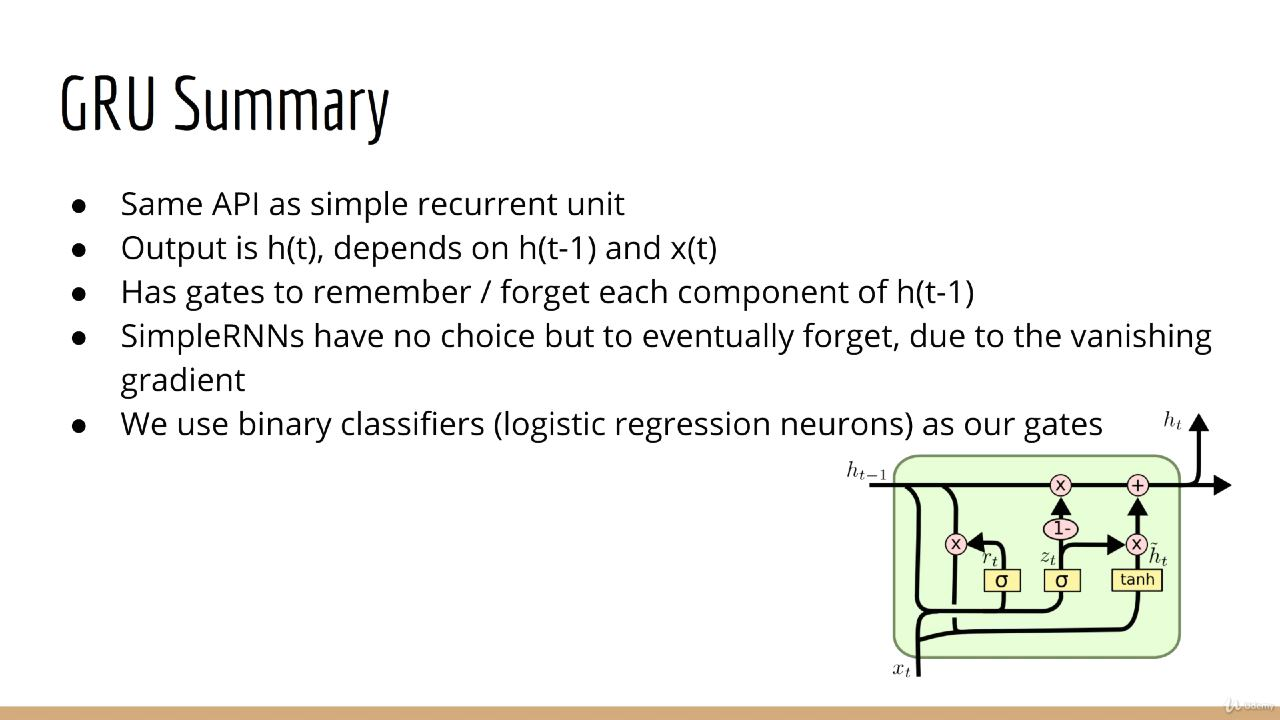 GRU Summary
● Same API as simple recurrent unit
● Output is h(t), depends on h(t-1) and x(t)
● Has gates to remember / forget each component of h(t-1)
● SimpleRNNs have no choice but to eventually forget, due to the vanishing
gradient
● We use binary classifiers (logistic regression neurons) as our gates
h_t
h_{t-1}
x +
1-
x r_t z_t x h̃_t
σ σ tanh
x_t
Udemy